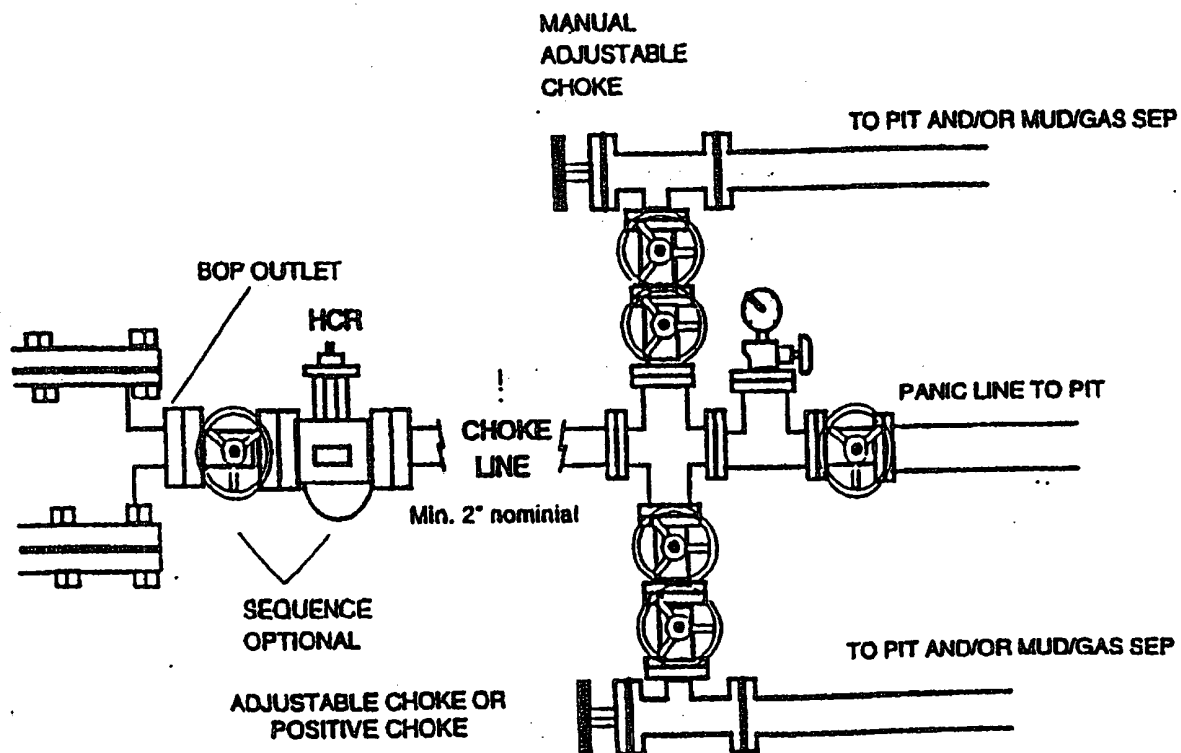 MANUAL
ADJUSTABLE
CHOKE
TO PIT AND/OR MUD/GAS SEP
BOP OUTLET
HCR
PANIC LINE TO PIT
CHOKE
LINE
Min. 2" nominial
SEQUENCE
OPTIONAL
TO PIT AND/OR MUD/GAS SEP
ADJUSTABLE CHOKE OR
POSITIVE CHOKE